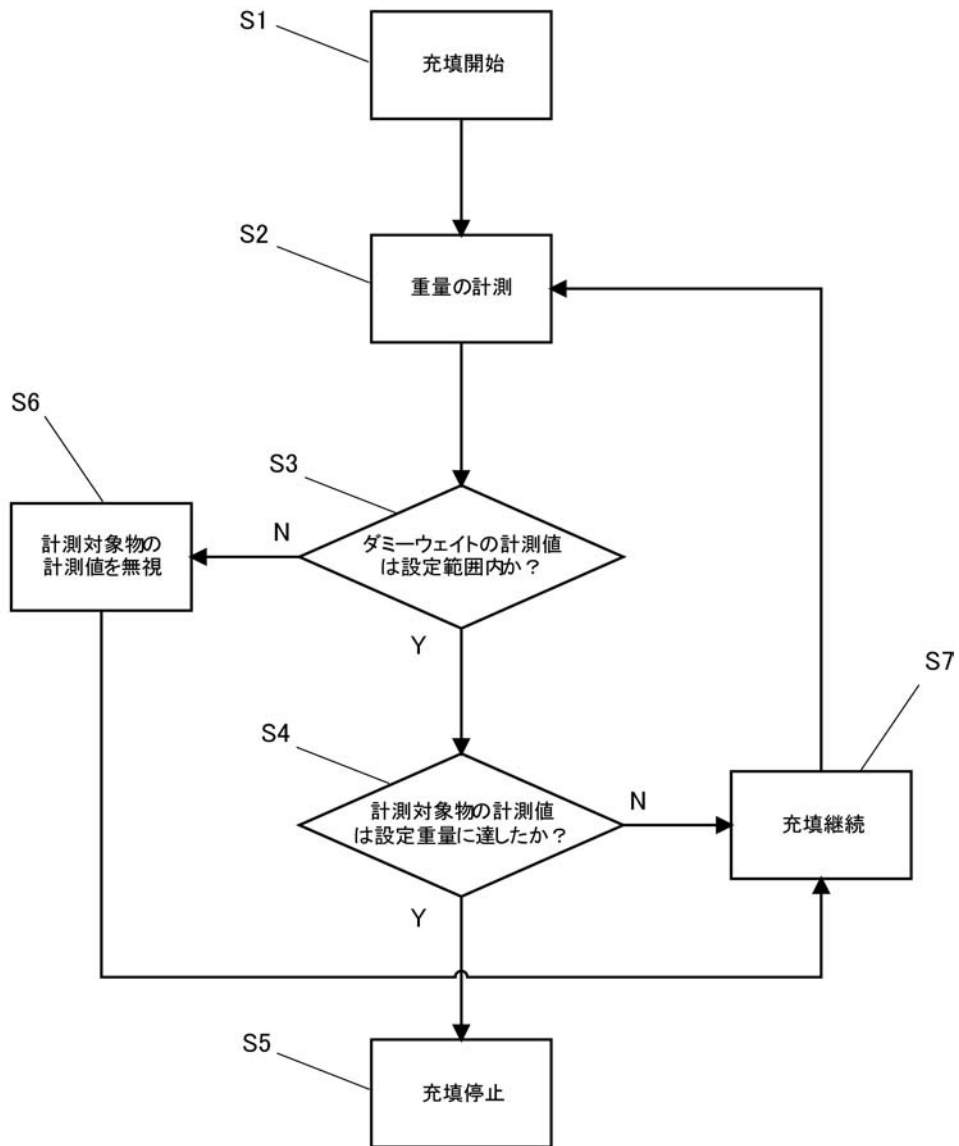 S1
充填開始
S2
重量の計測
S6
計測対象物の
計測値を無視
S3
N
ダミーウェイトの計測値
は設定範囲内か?
Y
S7
充填継続
S4
計測対象物の計測値
は設定重量に達したか?
N
Y
S5
充填停止